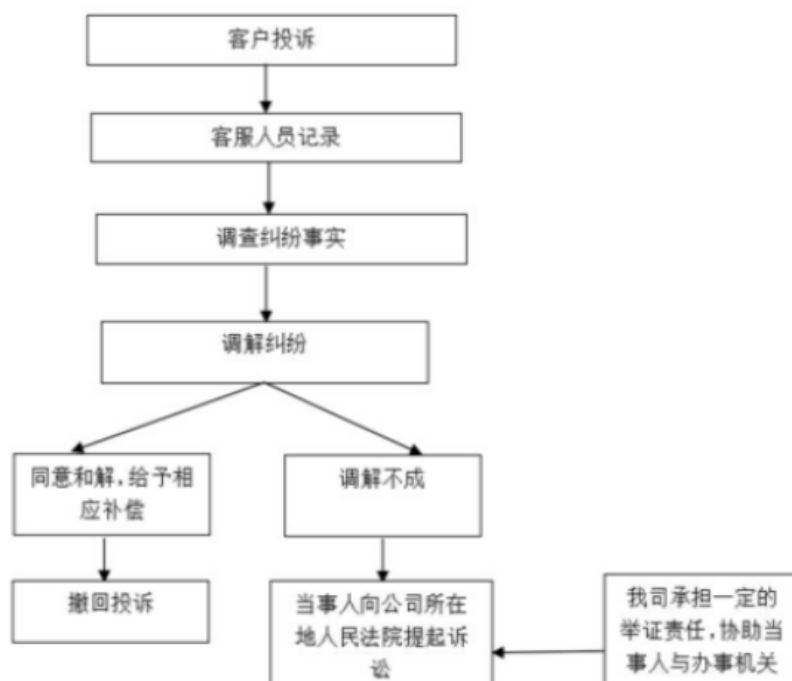 客户投诉
客服人员记录
调查纠纷事实
调解纠纷
同意和解,给予相
应补偿
调解不成
撤回投诉
当事人向公司所在
地人民法院提起诉
讼
我司承担一定的
举证责任,协助当
事人与办事机关